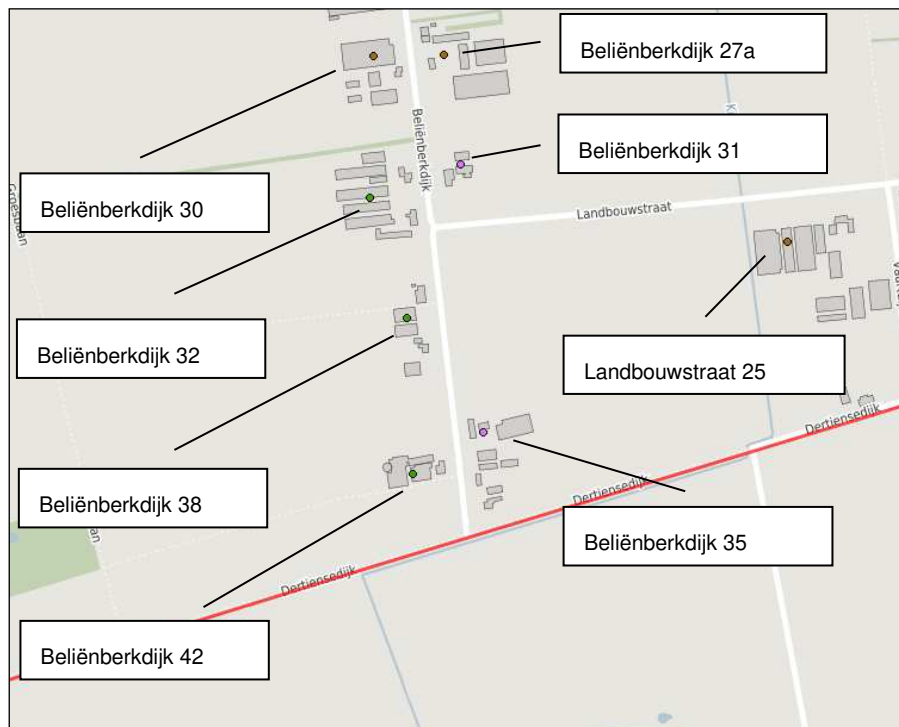 Beliënberkdijk 27a
Beliënberkdijk
Beliënberkdijk 31
Beliënberkdijk 30
Groesbaan
Landbouwstraat
Beliënberkdijk 32
Landbouwstraat 25
Dertiensedijk
Beliënberkdijk 38
Dertiensedijk
Beliënberkdijk 35
Dertiensedijk
Beliënberkdijk 42